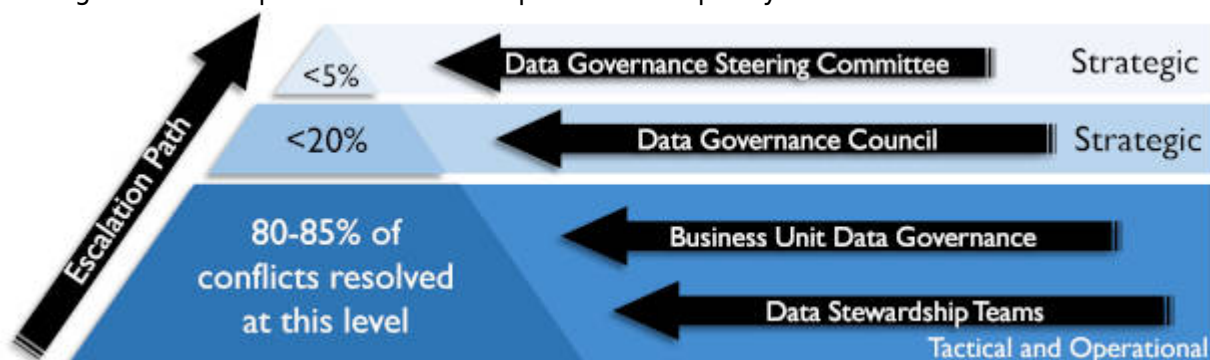 <5%
Data Governance Steering Committee
Strategic
<20%
Data Governance Council
Strategic
Escalation Path
80-85% of
conflicts resolved
at this level
Business Unit Data Governance
Data Stewardship Teams
Tactical and Operational